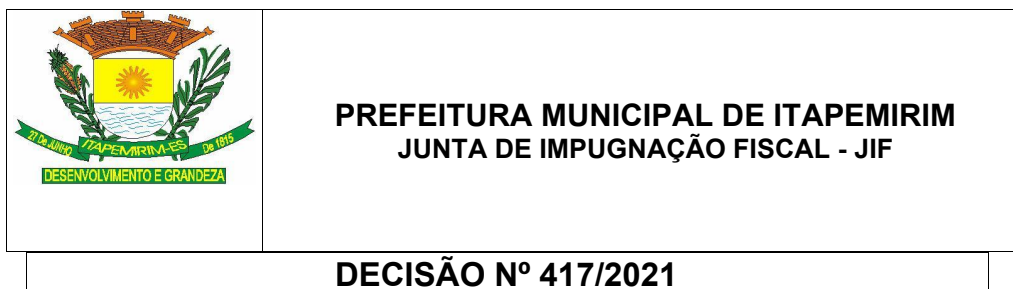 27 De JUNHO
ITAPEMIRIM-ES
De 1815
DESENVOLVIMENTO E GRANDEZA
PREFEITURA MUNICIPAL DE ITAPEMIRIM
JUNTA DE IMPUGNAÇÃO FISCAL - JIF
DECISÃO Nº 417/2021